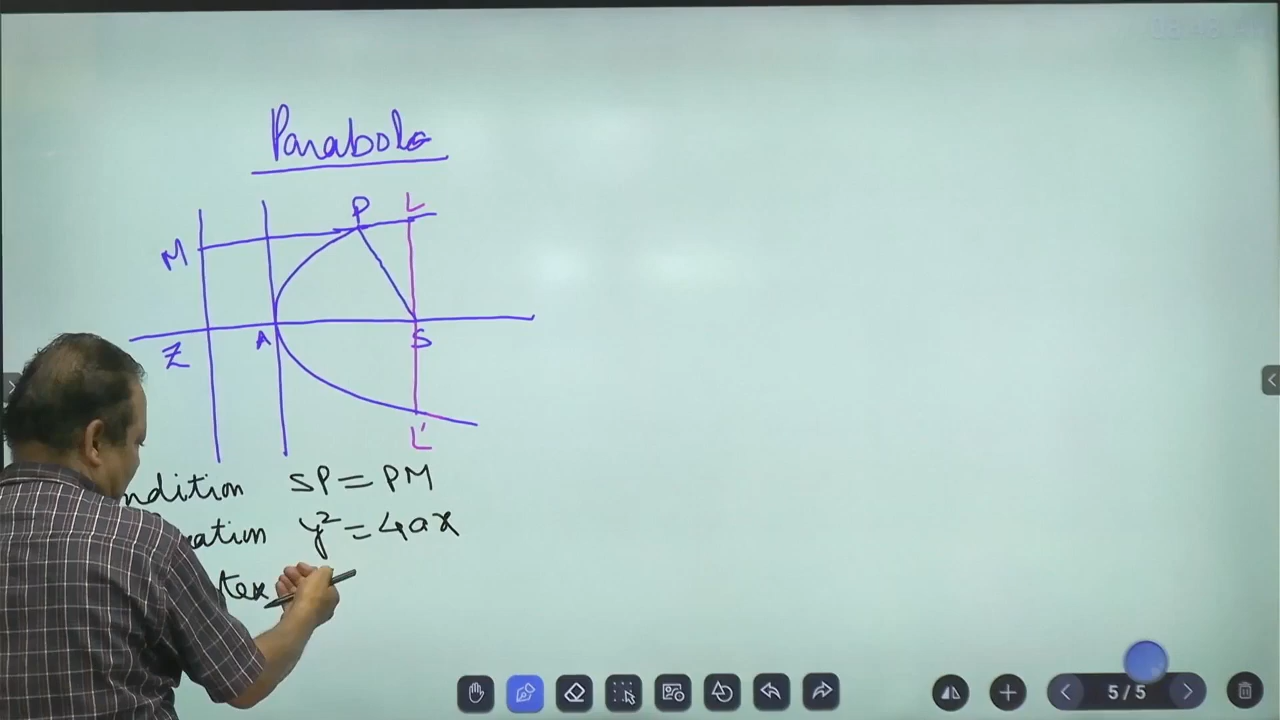 Parabola
P L
M
Z A S
L'
ndition SP = PM
ation y² = 4ax
tex
5/5